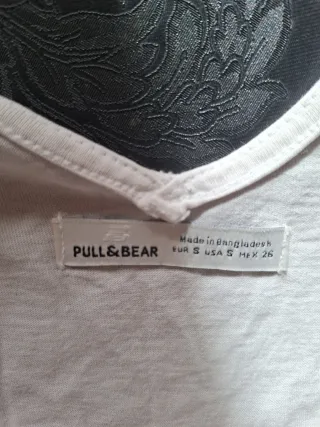 PULL&BEAR
Made in Bangladesh
EUR S USA S MEX 26